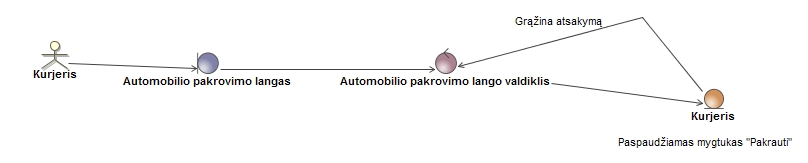 Grąžina atsakymą
Kurjeris
Automobilio pakrovimo langas
Automobilio pakrovimo lango valdiklis
Kurjeris
Paspaudžiamas mygtukas "Pakrauti"